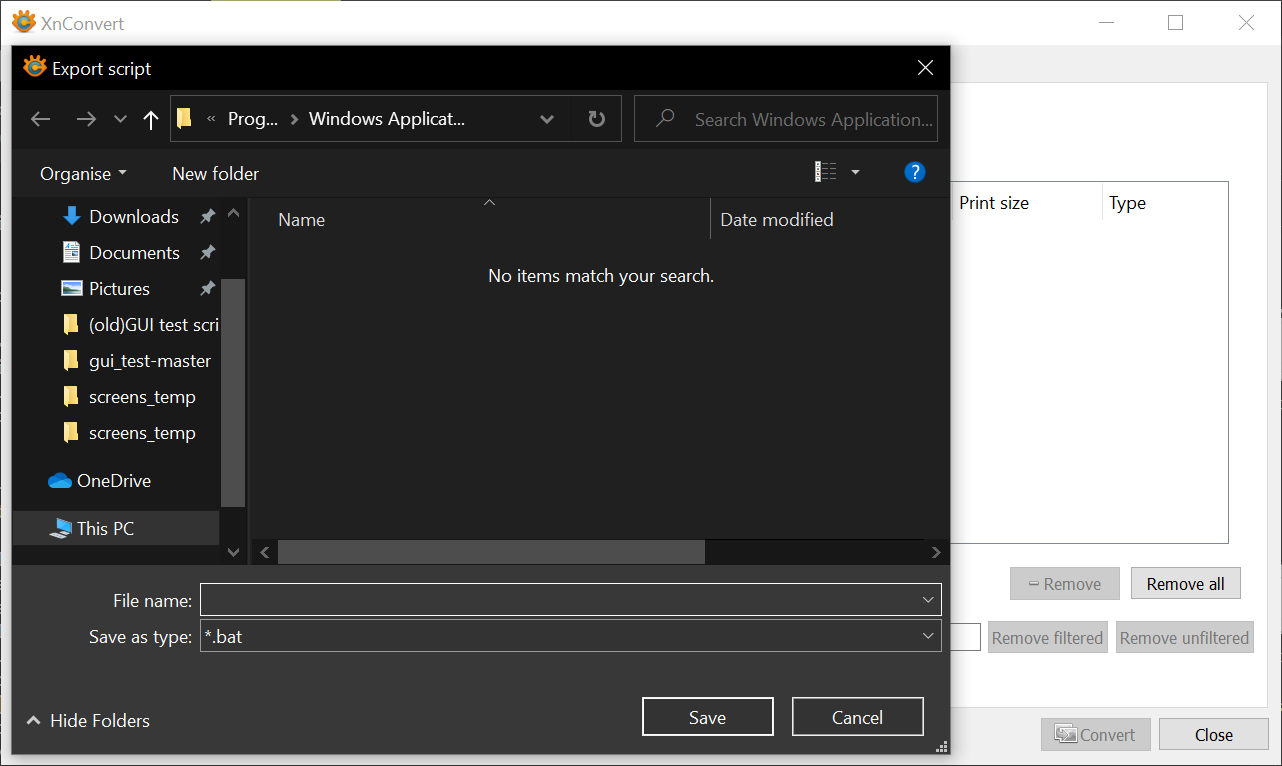 XnConvert
Export script
« Prog... > Windows Applicat...
Search Windows Application...
Organise
New folder
?
Downloads
Documents
Pictures
(old)GUI test scri
gui_test-master
screens_temp
screens_temp
OneDrive
This PC
Name
Date modified
No items match your search.
Print size
Type
File name:
Save as type: *.bat
Hide Folders
Save
Cancel
Remove
Remove all
Remove filtered
Remove unfiltered
Convert
Close